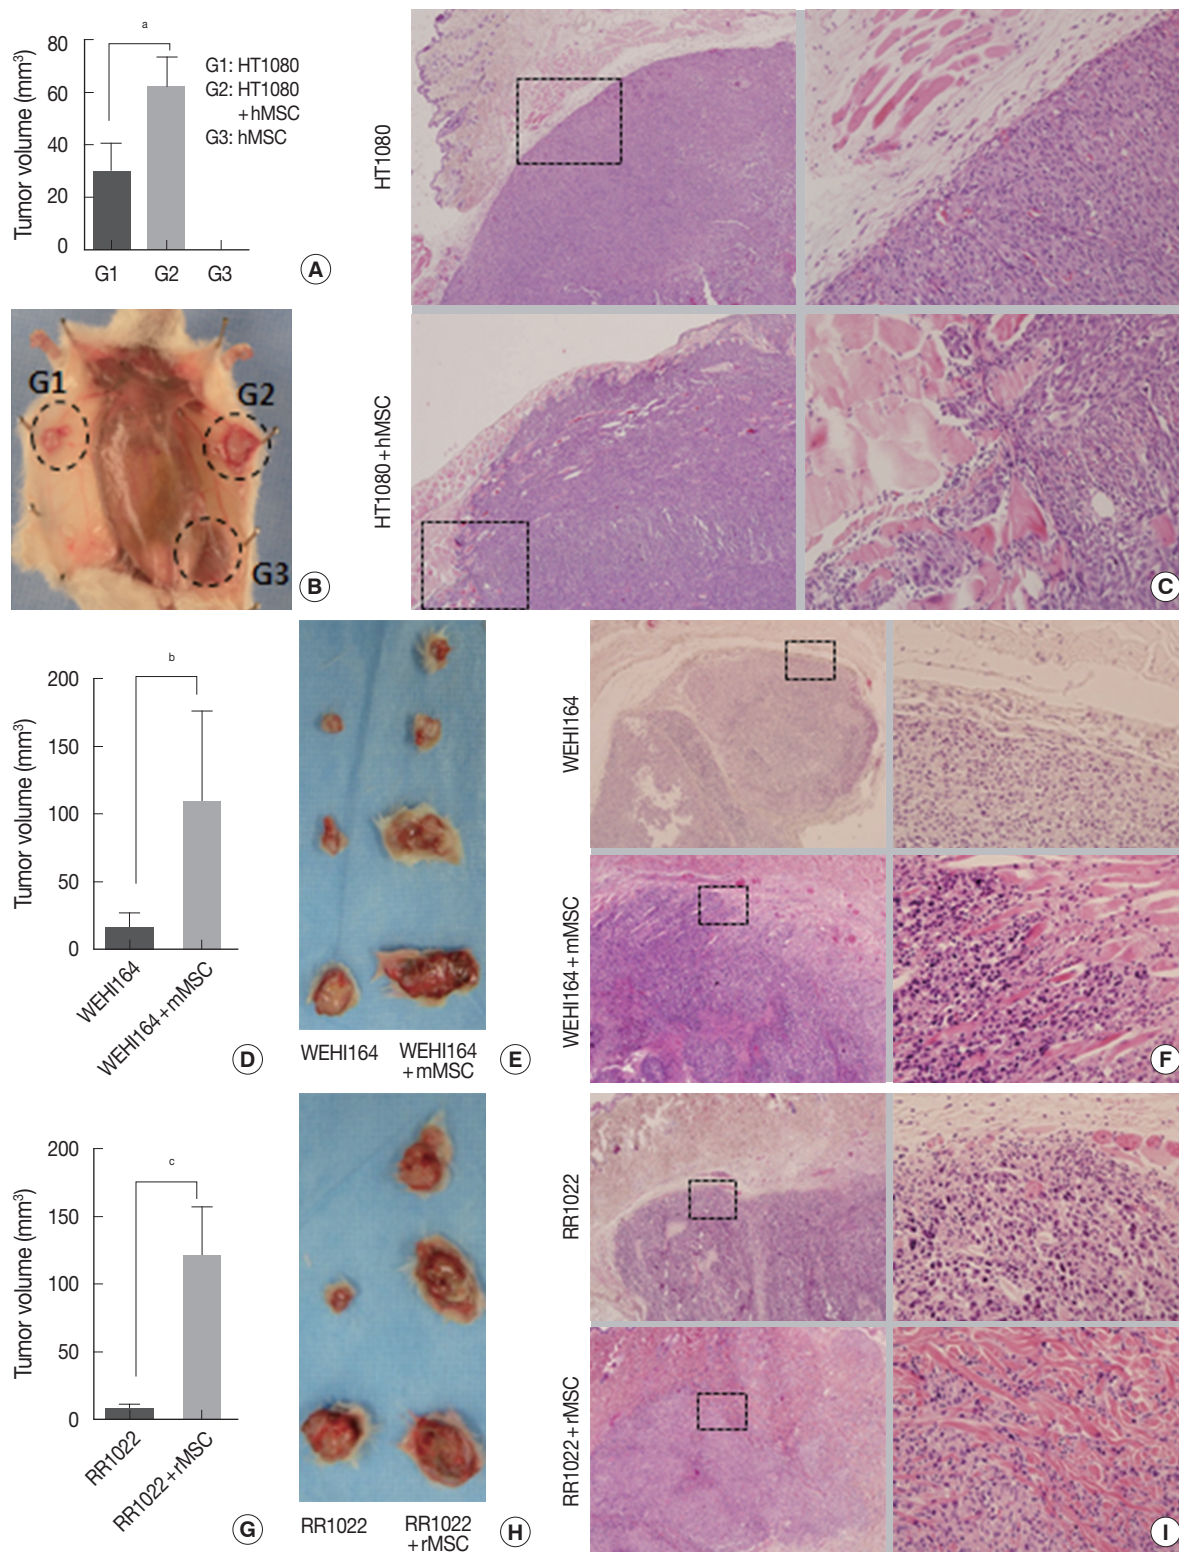 a
80
60
40
20
0
Tumor volume (mm³)
G1: HT1080
G2: HT1080
+hMSC
G3: hMSC
G1 G2 G3
A
HT1080
HT1080+hMSC
C
G1
G2
G3
B
b
200
150
100
50
0
Tumor volume (mm³)
WEHI164
WEHI164+mMSC
D
WEHI164
WEHI164
+mMSC
E
WEHI164
WEHI164+mMSC
F
c
200
150
100
50
0
Tumor volume (mm³)
RR1022
RR1022+rMSC
G
RR1022
RR1022
+rMSC
H
RR1022
RR1022+rMSC
I